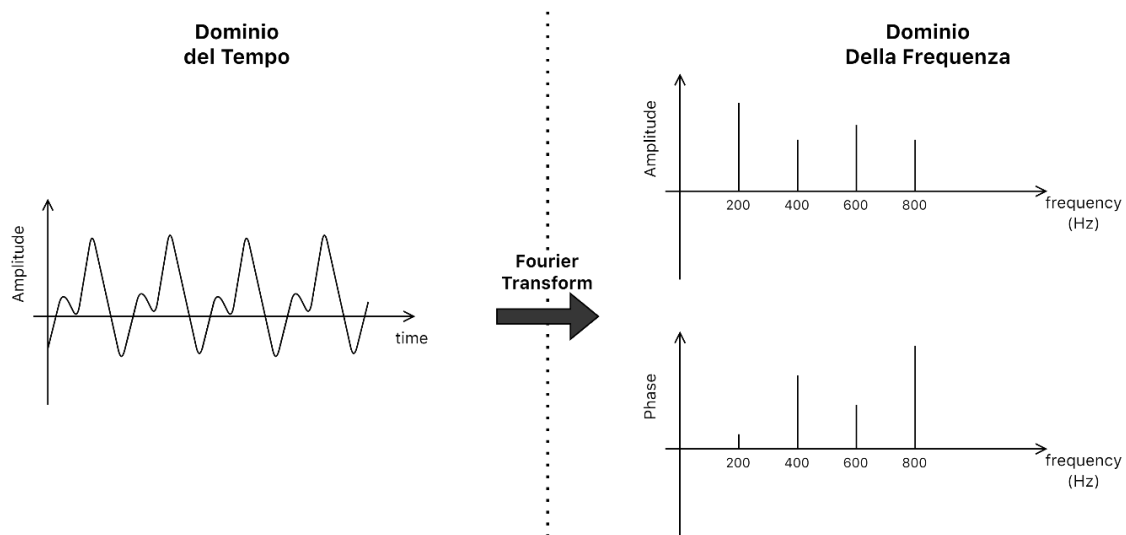 Dominio
del Tempo
Amplitude
time
Fourier
Transform
Dominio
Della Frequenza
Amplitude
200 400 600 800
frequency
(Hz)
Phase
200 400 600 800
frequency
(Hz)